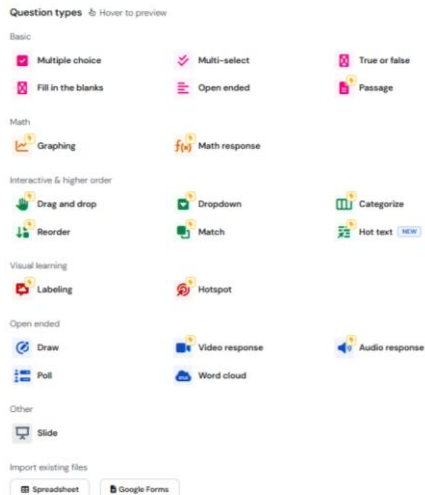 Question types Hover to preview
Basic
Multiple choice Multi-select True or false
Fill in the blanks Open ended Passage
Math
Graphing f(x) Math response
Interactive & higher order
Drag and drop Dropdown Categorize
Reorder Match Hot text NEW
Visual learning
Labeling Hotspot
Open ended
Draw Video response Audio response
Poll Word cloud
Other
Slide
Import existing files
Spreadsheet Google Forms